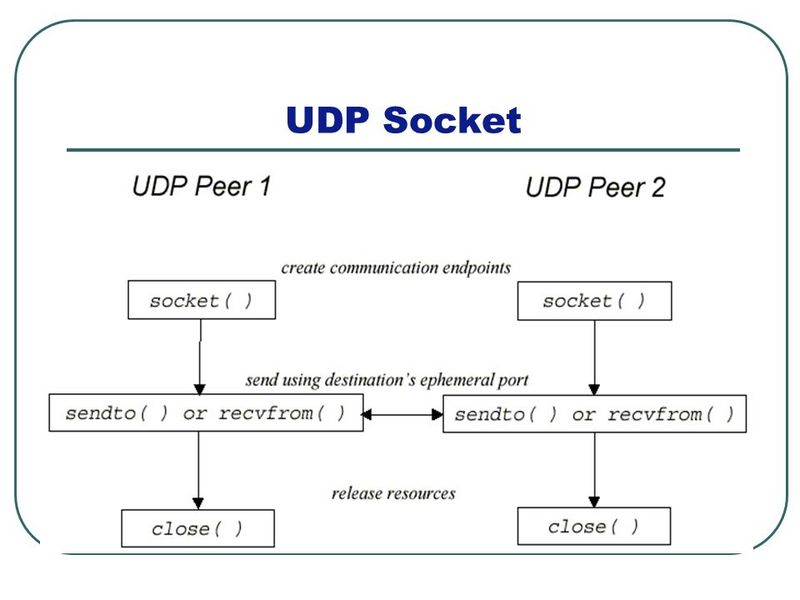 UDP Socket
UDP Peer 1
UDP Peer 2
create communication endpoints
socket( )
socket( )
send using destination's ephemeral port
sendto( ) or recvfrom( )
sendto( ) or recvfrom( )
release resources
close( )
close( )